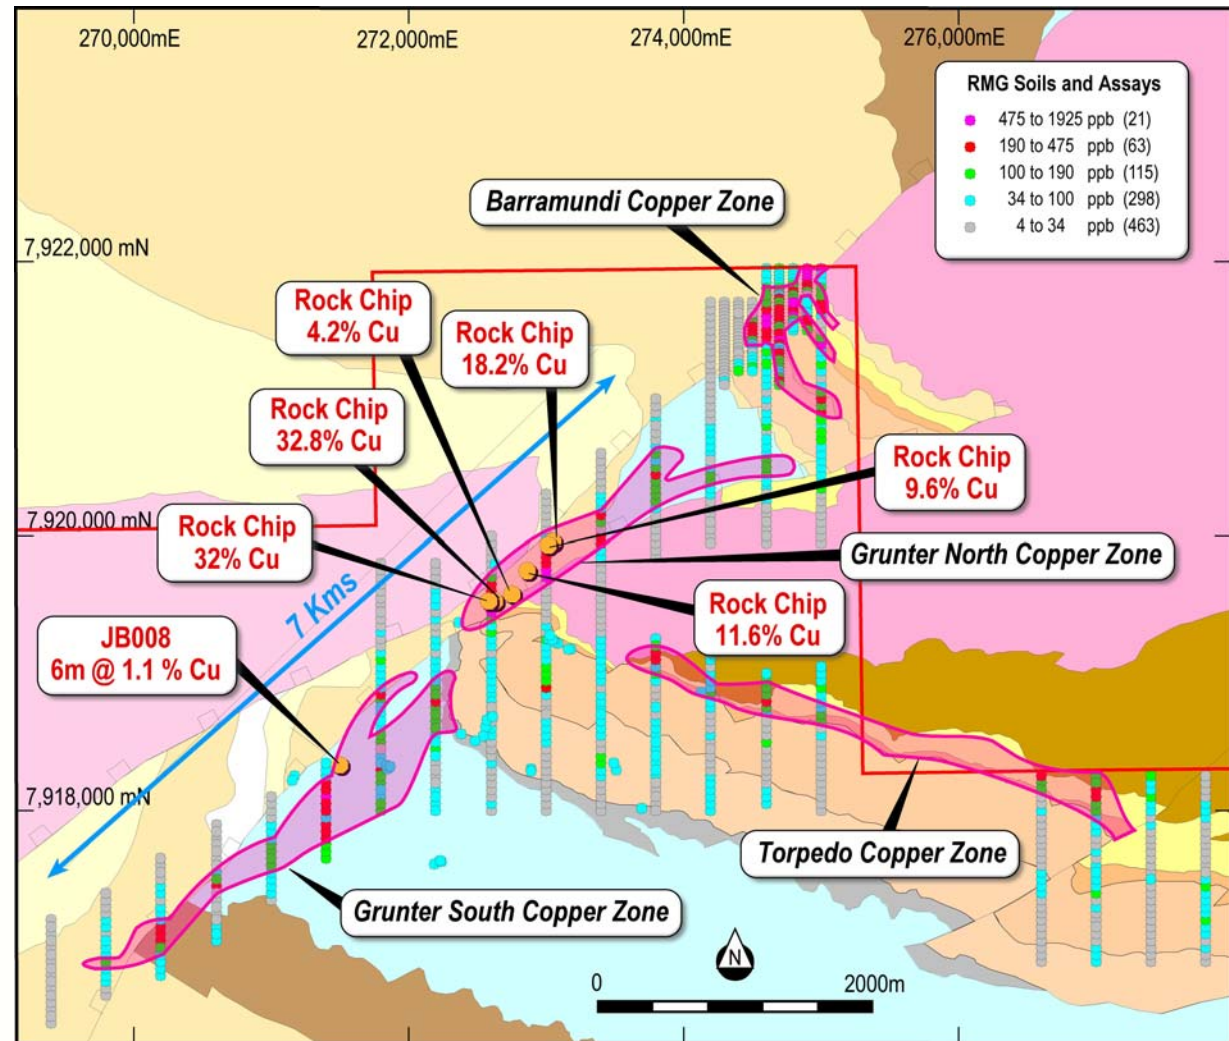 270,000mE
272,000mE
274,000mE
276,000mE
RMG Soils and Assays
475 to 1925 ppb (21)
190 to 475 ppb (63)
100 to 190 ppb (115)
34 to 100 ppb (298)
4 to 34 ppb (463)
Barramundi Copper Zone
7,922,000 mN
Rock Chip
4.2% Cu
Rock Chip
18.2% Cu
Rock Chip
32.8% Cu
Rock Chip
9.6% Cu
7,920,000 mN
Rock Chip
32% Cu
Grunter North Copper Zone
7 Kms
Rock Chip
11.6% Cu
JB008
6m @ 1.1 % Cu
7,918,000 mN
Torpedo Copper Zone
Grunter South Copper Zone
N
0
2000m